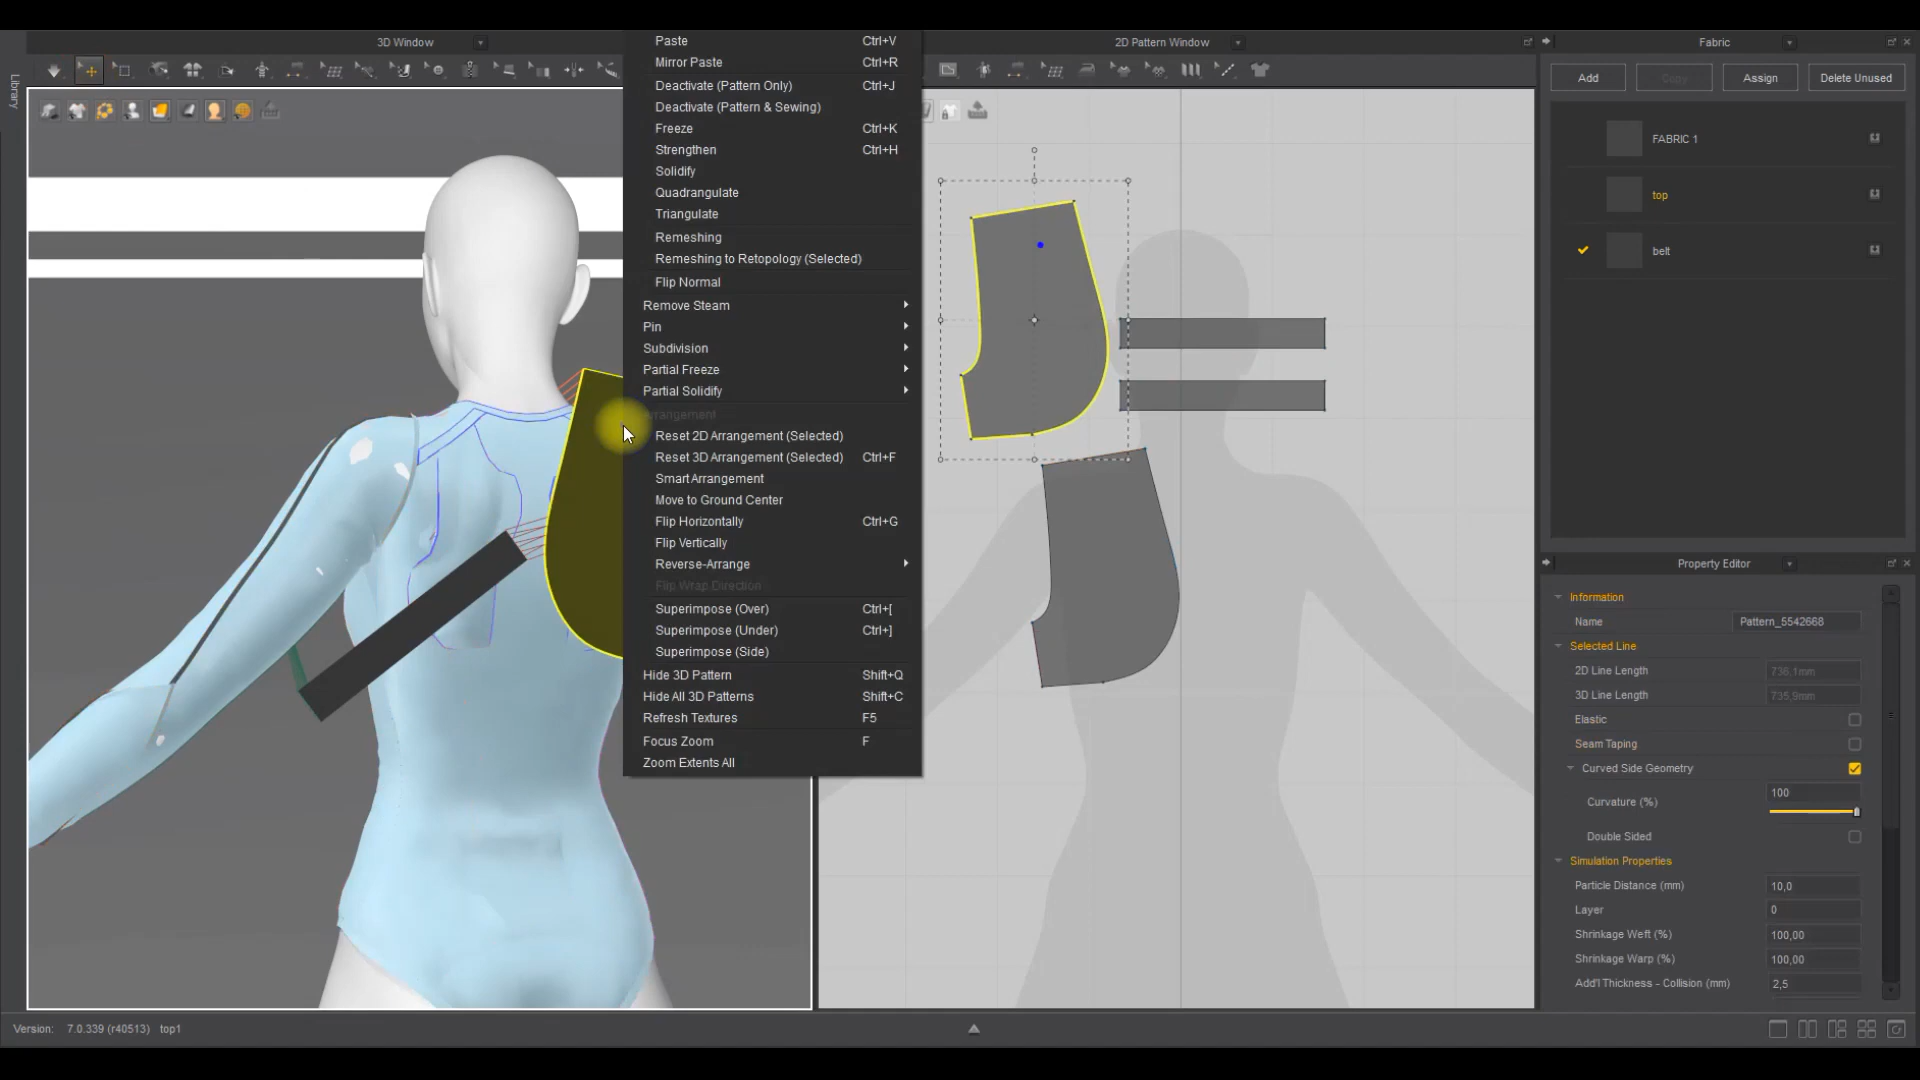 3D Window
2D Pattern Window
Fabric
Library
Paste Ctrl+V
Mirror Paste Ctrl+R
Deactivate (Pattern Only) Ctrl+J
Deactivate (Pattern & Sewing)
Freeze Ctrl+K
Strengthen Ctrl+H
Solidify
Quadrangulate
Triangulate
Remeshing
Remeshing to Retopology (Selected)
Flip Normal
Remove Steam
Pin
Subdivision
Partial Freeze
Partial Solidify
Arrangement
Reset 2D Arrangement (Selected)
Reset 3D Arrangement (Selected) Ctrl+F
Smart Arrangement
Move to Ground Center
Flip Horizontally Ctrl+G
Flip Vertically
Reverse-Arrange
Flip Wrap Direction
Superimpose (Over) Ctrl+[
Superimpose (Under) Ctrl+]
Superimpose (Side)
Hide 3D Pattern Shift+Q
Hide All 3D Patterns Shift+C
Refresh Textures F5
Focus Zoom F
Zoom Extents All
Add Copy Assign Delete Unused
FABRIC 1
top
belt
Property Editor
Information
Name Pattern_5542668
Selected Line
2D Line Length 736,1mm
3D Line Length 735,9mm
Elastic
Seam Taping
Curved Side Geometry
Curvature (%) 100
Double Sided
Simulation Properties
Particle Distance (mm) 10,0
Layer 0
Shrinkage Weft (%) 100,00
Shrinkage Warp (%) 100,00
Add'l Thickness - Collision (mm) 2,5
Version: 7.0.339 (r40513) top1